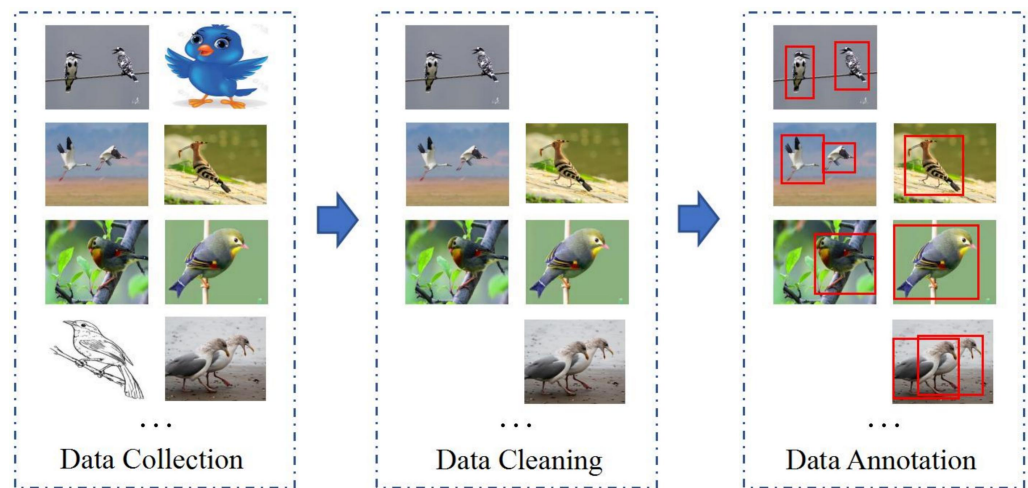 . . .
Data Collection
. . .
Data Cleaning
. . .
Data Annotation